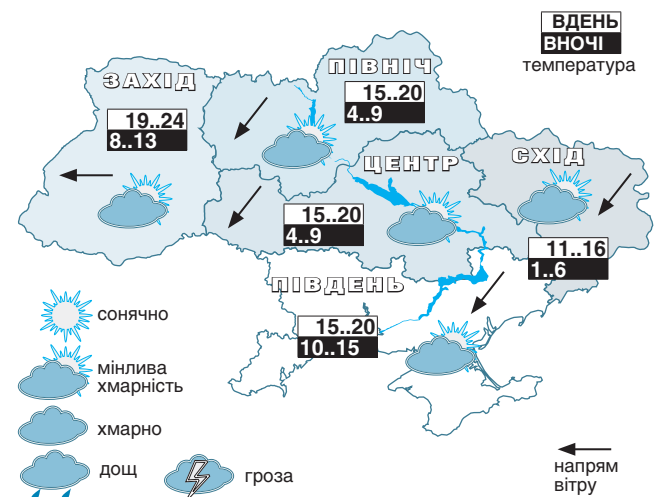 ВДЕНЬ
ВНОЧІ
температура
ЗАХІД
19..24
8..13
ПІВНІЧ
15..20
4..9
ЦЕНТР
15..20
4..9
СХІД
11..16
1..6
ПІВДЕНЬ
15..20
10..15
сонячно
мінлива
хмарність
хмарно
дощ
гроза
напрям
вітру